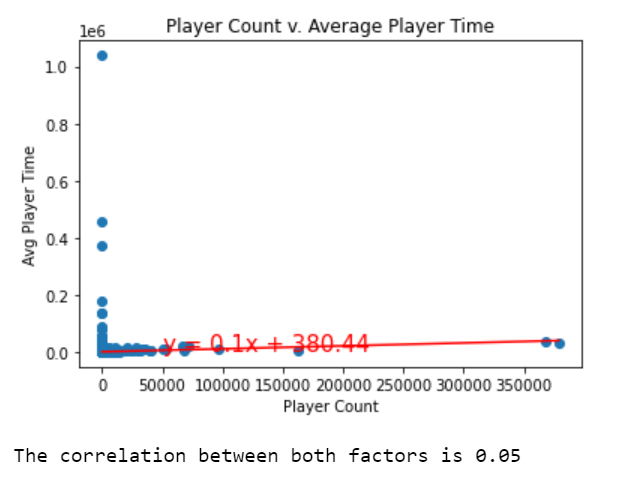 Player Count v. Average Player Time
1e6
1.0
0.8
0.6
0.4
0.2
0.0
Avg Player Time
y = 0.1x + 380.44
0 50000 100000 150000 200000 250000 300000 350000
Player Count
The correlation between both factors is 0.05